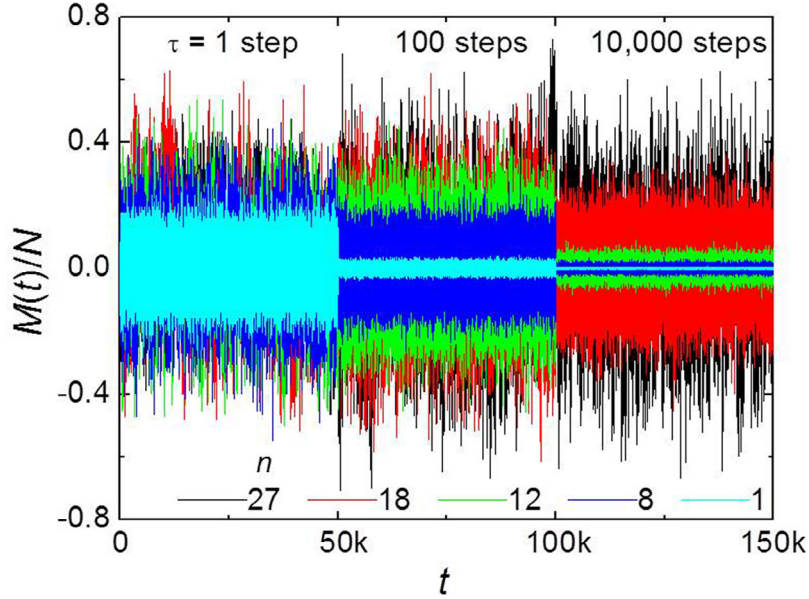 0.8
τ = 1 step 100 steps 10,000 steps
0.4
M(t)/N
0.0
-0.4
n
27 18 12 8 1
-0.8
0 50k 100k 150k
t